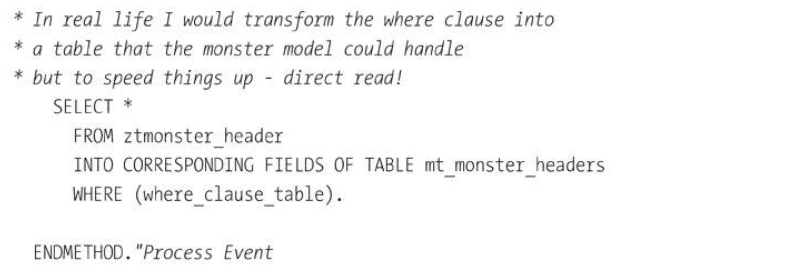 * In real life I would transform the where clause into
* a table that the monster model could handle
* but to speed things up - direct read!
SELECT *
FROM ztmonster_header
INTO CORRESPONDING FIELDS OF TABLE mt_monster_headers
WHERE (where_clause_table).
ENDMETHOD."Process Event